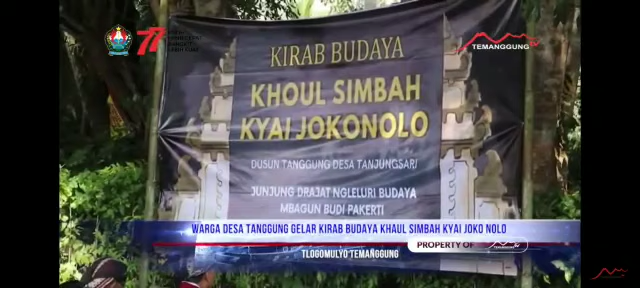 77
TEMANGGUNG
KIRAB BUDAYA
KHOUL SIMBAH
KYAI JOKONOLO
DUSUN TANGGUNG DESA TANJUNGSARI
JUNJUNG DRAJAT NGLELURI BUDAYA
MBAGUN BUDI PAKERTI
WARGA DESA TANGGUNG GELAR KIRAB BUDAYA KHAUL SIMBAH KYAI JOKO NOLO
PROPERTY OF
TLOGOMULYO TEMANGGUNG